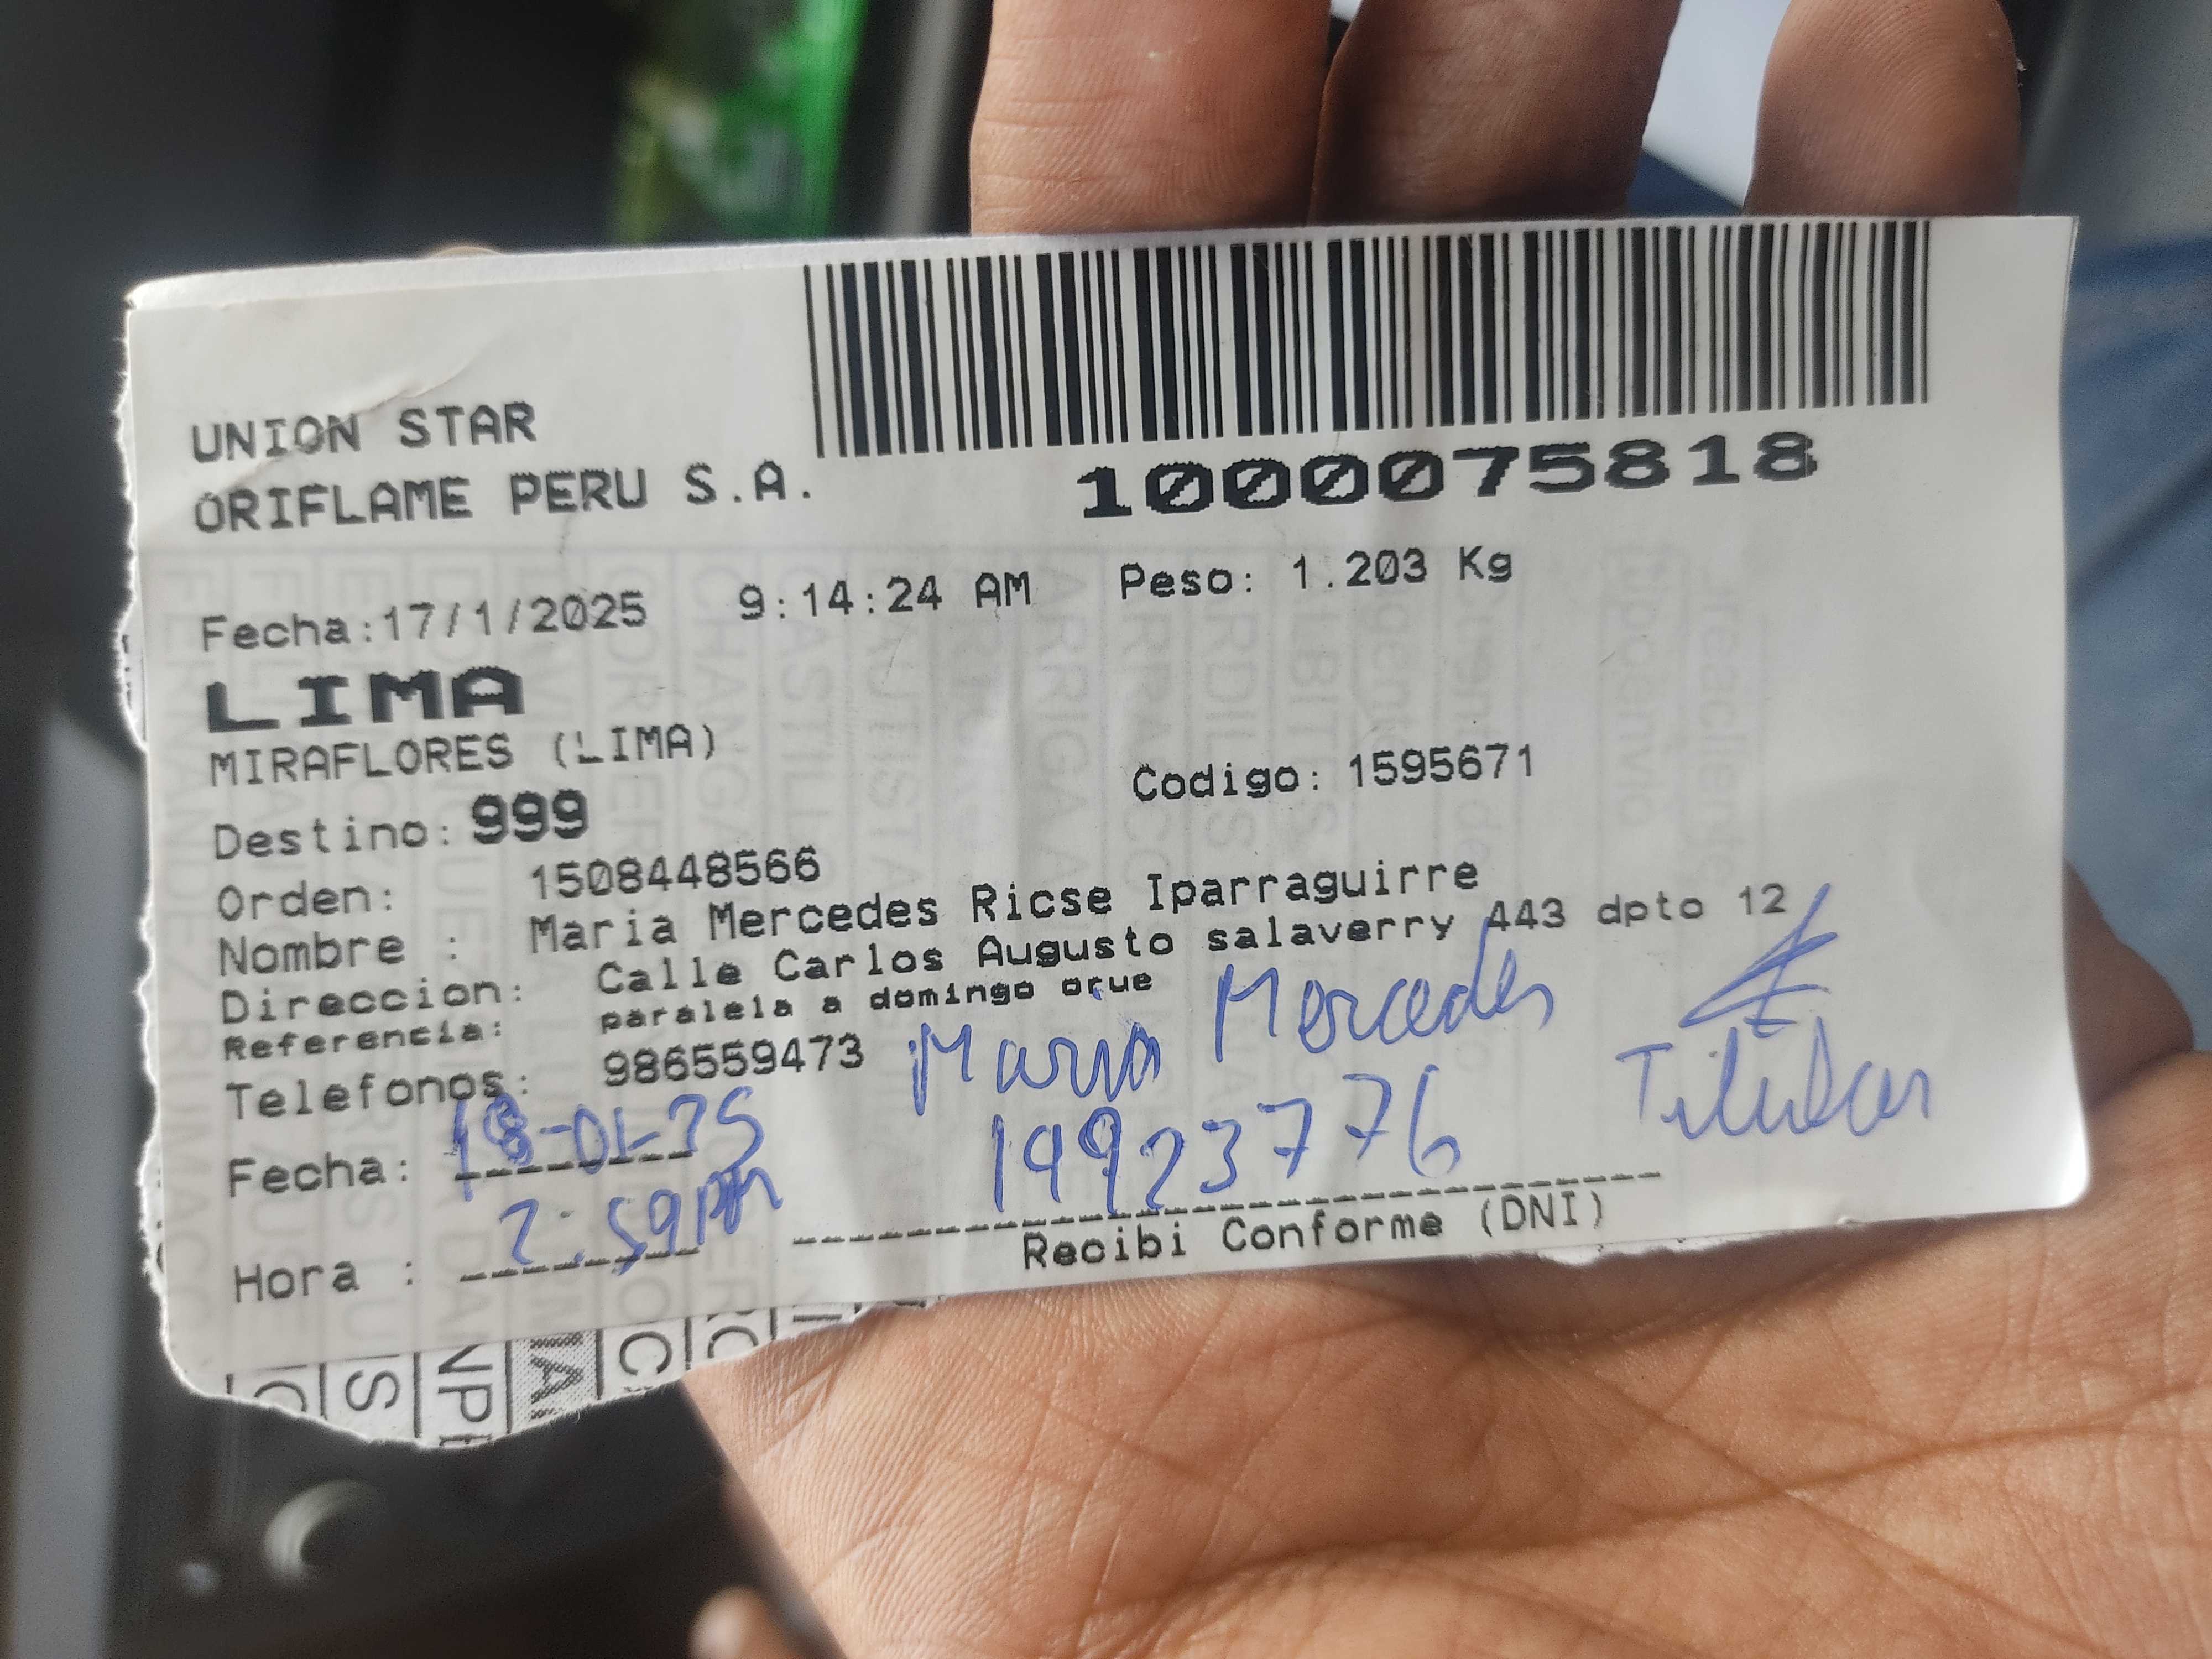 UNION STAR
ORIFLAME PERU S.A.
1000075818
Fecha:17/1/2025 9:14:24 AM Peso: 1.203 Kg
LIMA
MIRAFLORES (LIMA)
Codigo: 1595671
Destino: 999
Orden: 1508448566
Nombre : Maria Mercedes Ricse Iparraguirre
Direccion: Calle Carlos Augusto salaverry 443 dpto 12
Referencia: paralela a domingo orue
Telefonos: 986559473
Maria Mercedes
Fecha: 18-01-25
19923776
Titular
Hora : 2:59pm
Recibi Conforme (DNI)